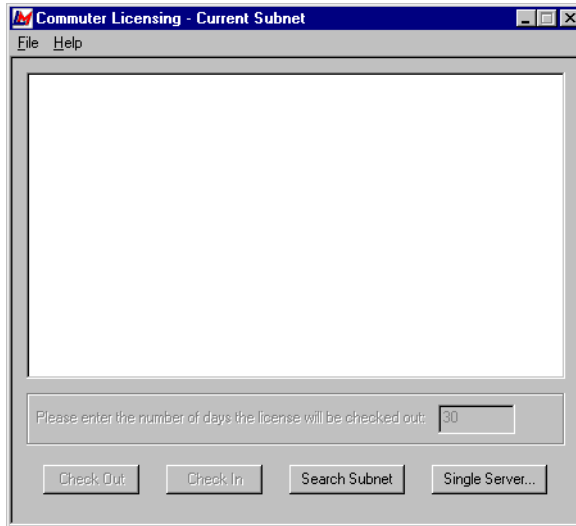 Commuter Licensing - Current Subnet
File Help
Please enter the number of days the license will be checked out: 30
Check Out Check In Search Subnet Single Server...